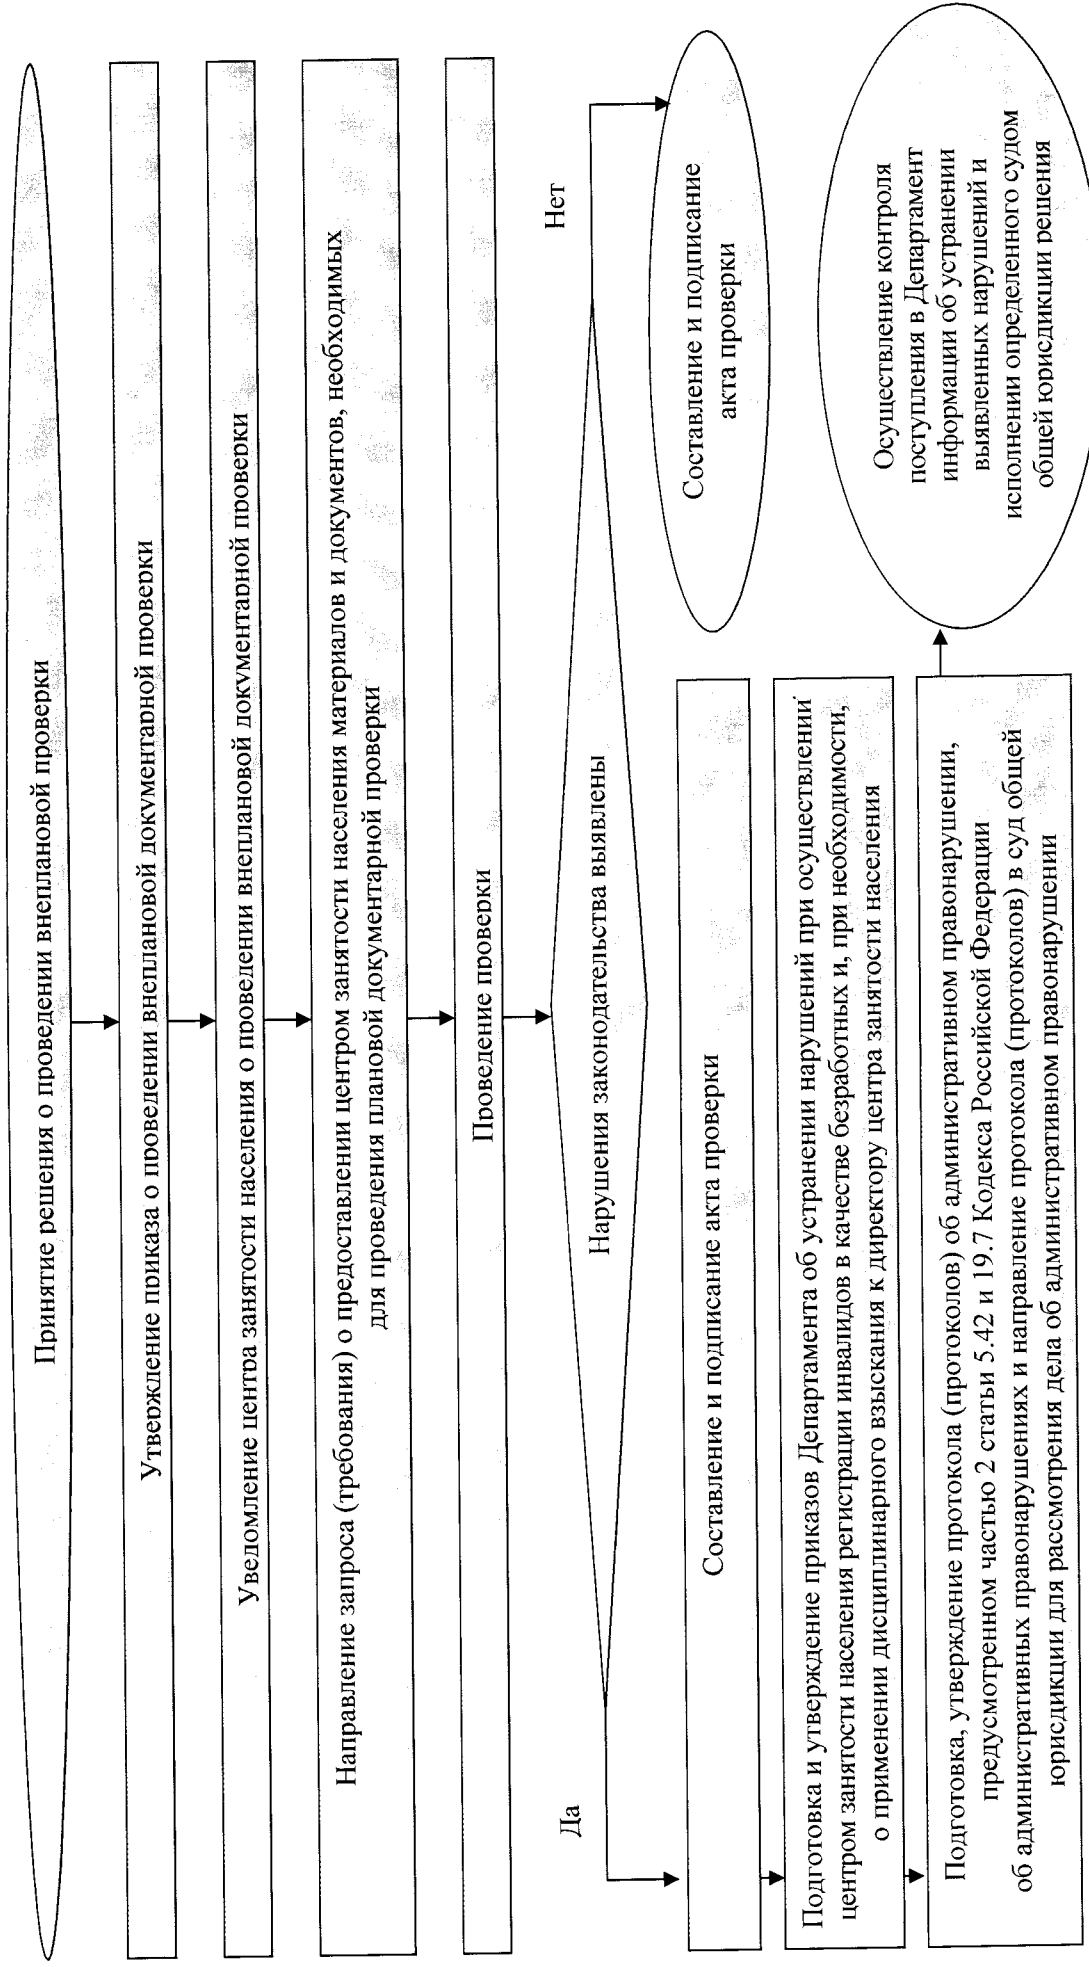 Принятие решения о проведении внеплановой проверки
Утверждение приказа о проведении внеплановой документарной проверки
Уведомление центра занятости населения о проведении внеплановой документарной проверки
Направление запроса (требования) о предоставлении центром занятости населения материалов и документов, необходимых
для проведения плановой документарной проверки
Проведение проверки
Нарушения законодательства выявлены
Да
Нет
Составление и подписание акта проверки
Составление и подписание
акта проверки
Подготовка и утверждение приказов Департамента об устранении нарушений при осуществлении
центром занятости населения регистрации инвалидов в качестве безработных и, при необходимости,
о применении дисциплинарного взыскания к директору центра занятости населения
Подготовка, утверждение протокола (протоколов) об административном правонарушении,
предусмотренном частью 2 статьи 5.42 и 19.7 Кодекса Российской Федерации
об административных правонарушениях и направление протокола (протоколов) в суд общей
юрисдикции для рассмотрения дела об административном правонарушении
Осуществление контроля
поступления в Департамент
информации об устранении
выявленных нарушений и
исполнении определенного судом
общей юрисдикции решения